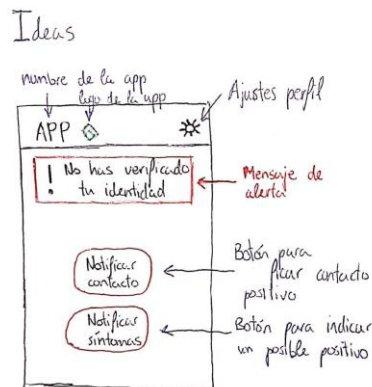 Ideas
nombre de la app
logo de la app
Ajustes perfil
APP
! No has verificado
tu identidad
Mensaje de
alerta
Notificar
contacto
Botón para
ficar contacto
positivo
Notificar
síntomas
Botón para indicar
un posible positivo